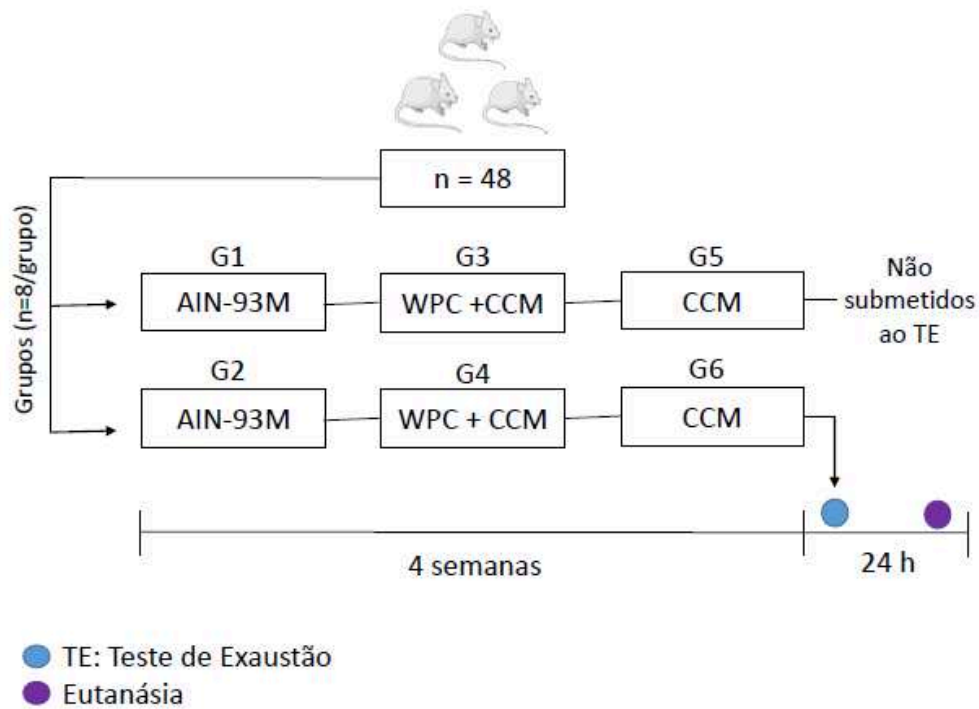 n = 48
Grupos (n=8/grupo)
G1
G3
G5
AIN-93M
WPC +CCM
CCM
Não
submetidos
ao TE
G2
G4
G6
AIN-93M
WPC + CCM
CCM
4 semanas
24 h
TE: Teste de Exaustão
Eutanásia